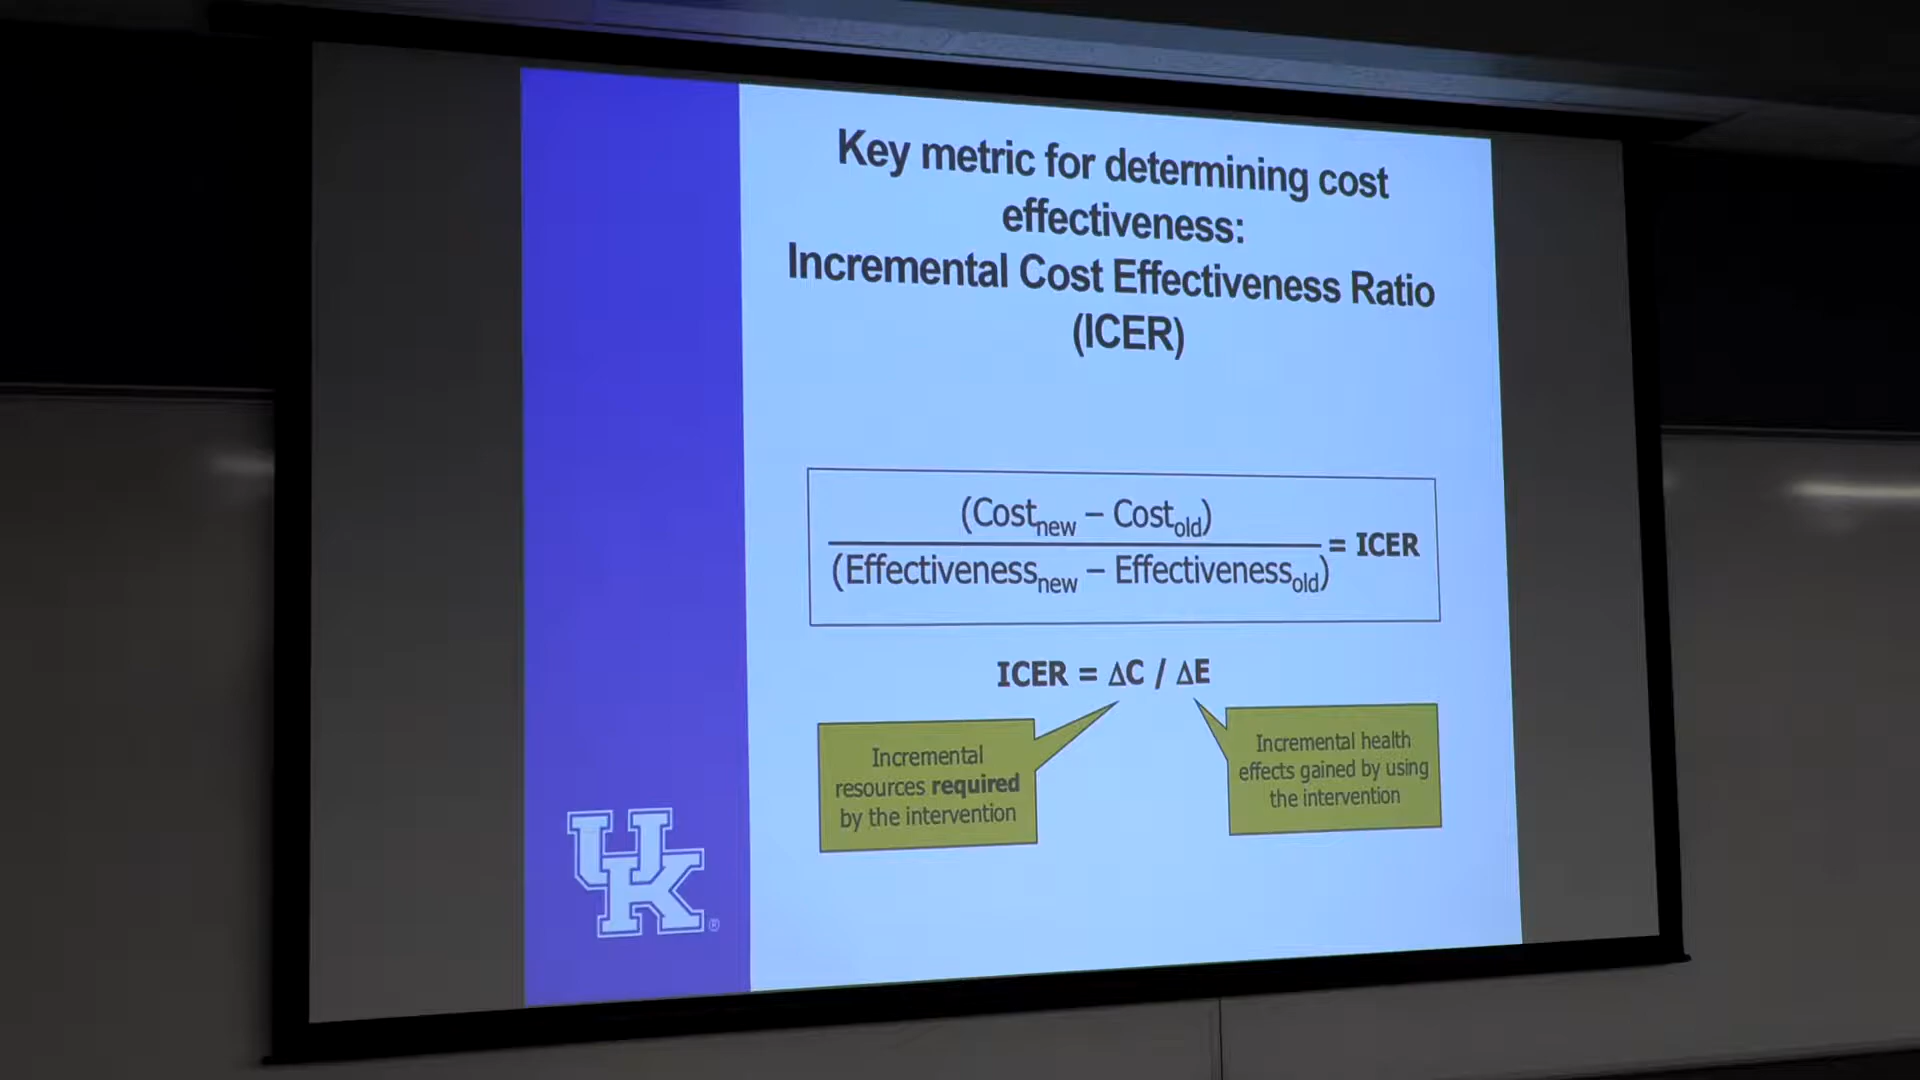 Key metric for determining cost
effectiveness:
Incremental Cost Effectiveness Ratio
(ICER)
(Cost_new – Cost_old)
= ICER
(Effectiveness_new – Effectiveness_old)
ICER = ΔC / ΔE
Incremental
resources required
by the intervention
Incremental health
effects gained by using
the intervention
UK®